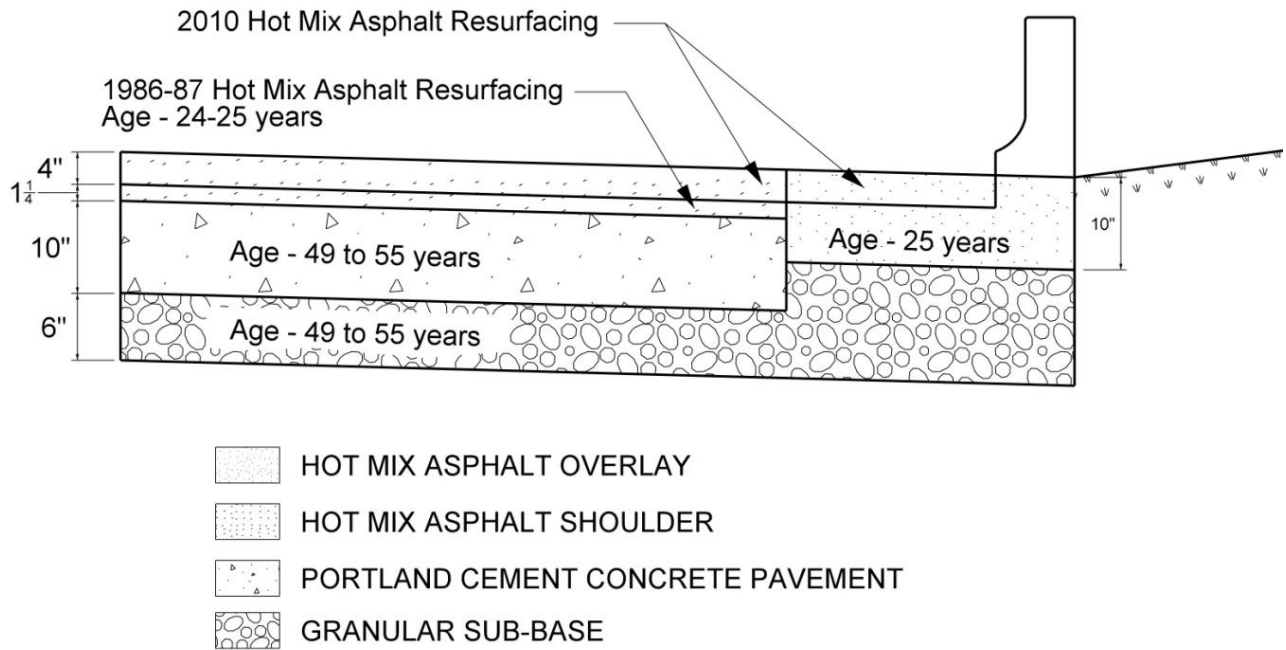 2010 Hot Mix Asphalt Resurfacing
1986-87 Hot Mix Asphalt Resurfacing
Age - 24-25 years
4"
1 1/4
10"
Age - 49 to 55 years
Age - 25 years
10"
6"
Age - 49 to 55 years
HOT MIX ASPHALT OVERLAY
HOT MIX ASPHALT SHOULDER
PORTLAND CEMENT CONCRETE PAVEMENT
GRANULAR SUB-BASE